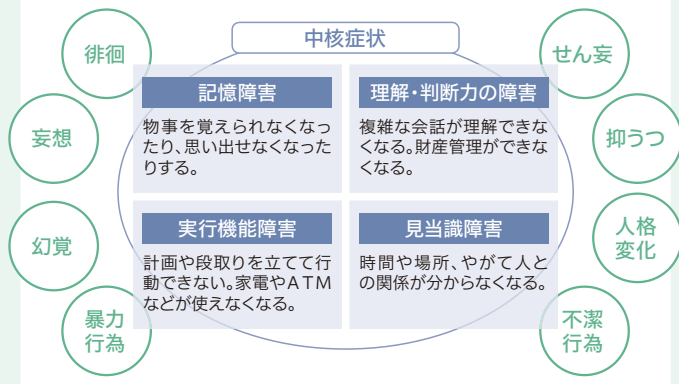 中核症状
徘徊
妄想
幻覚
暴力
行為
記憶障害
物事を覚えられなくなっ
たり、思い出せなくなった
りする。
理解・判断力の障害
複雑な会話が理解できな
くなる。財産管理ができな
くなる。
実行機能障害
計画や段取りを立てて行
動できない。家電やATM
などが使えなくなる。
見当識障害
時間や場所、やがて人と
の関係が分からなくなる。
せん妄
抑うつ
人格
変化
不潔
行為